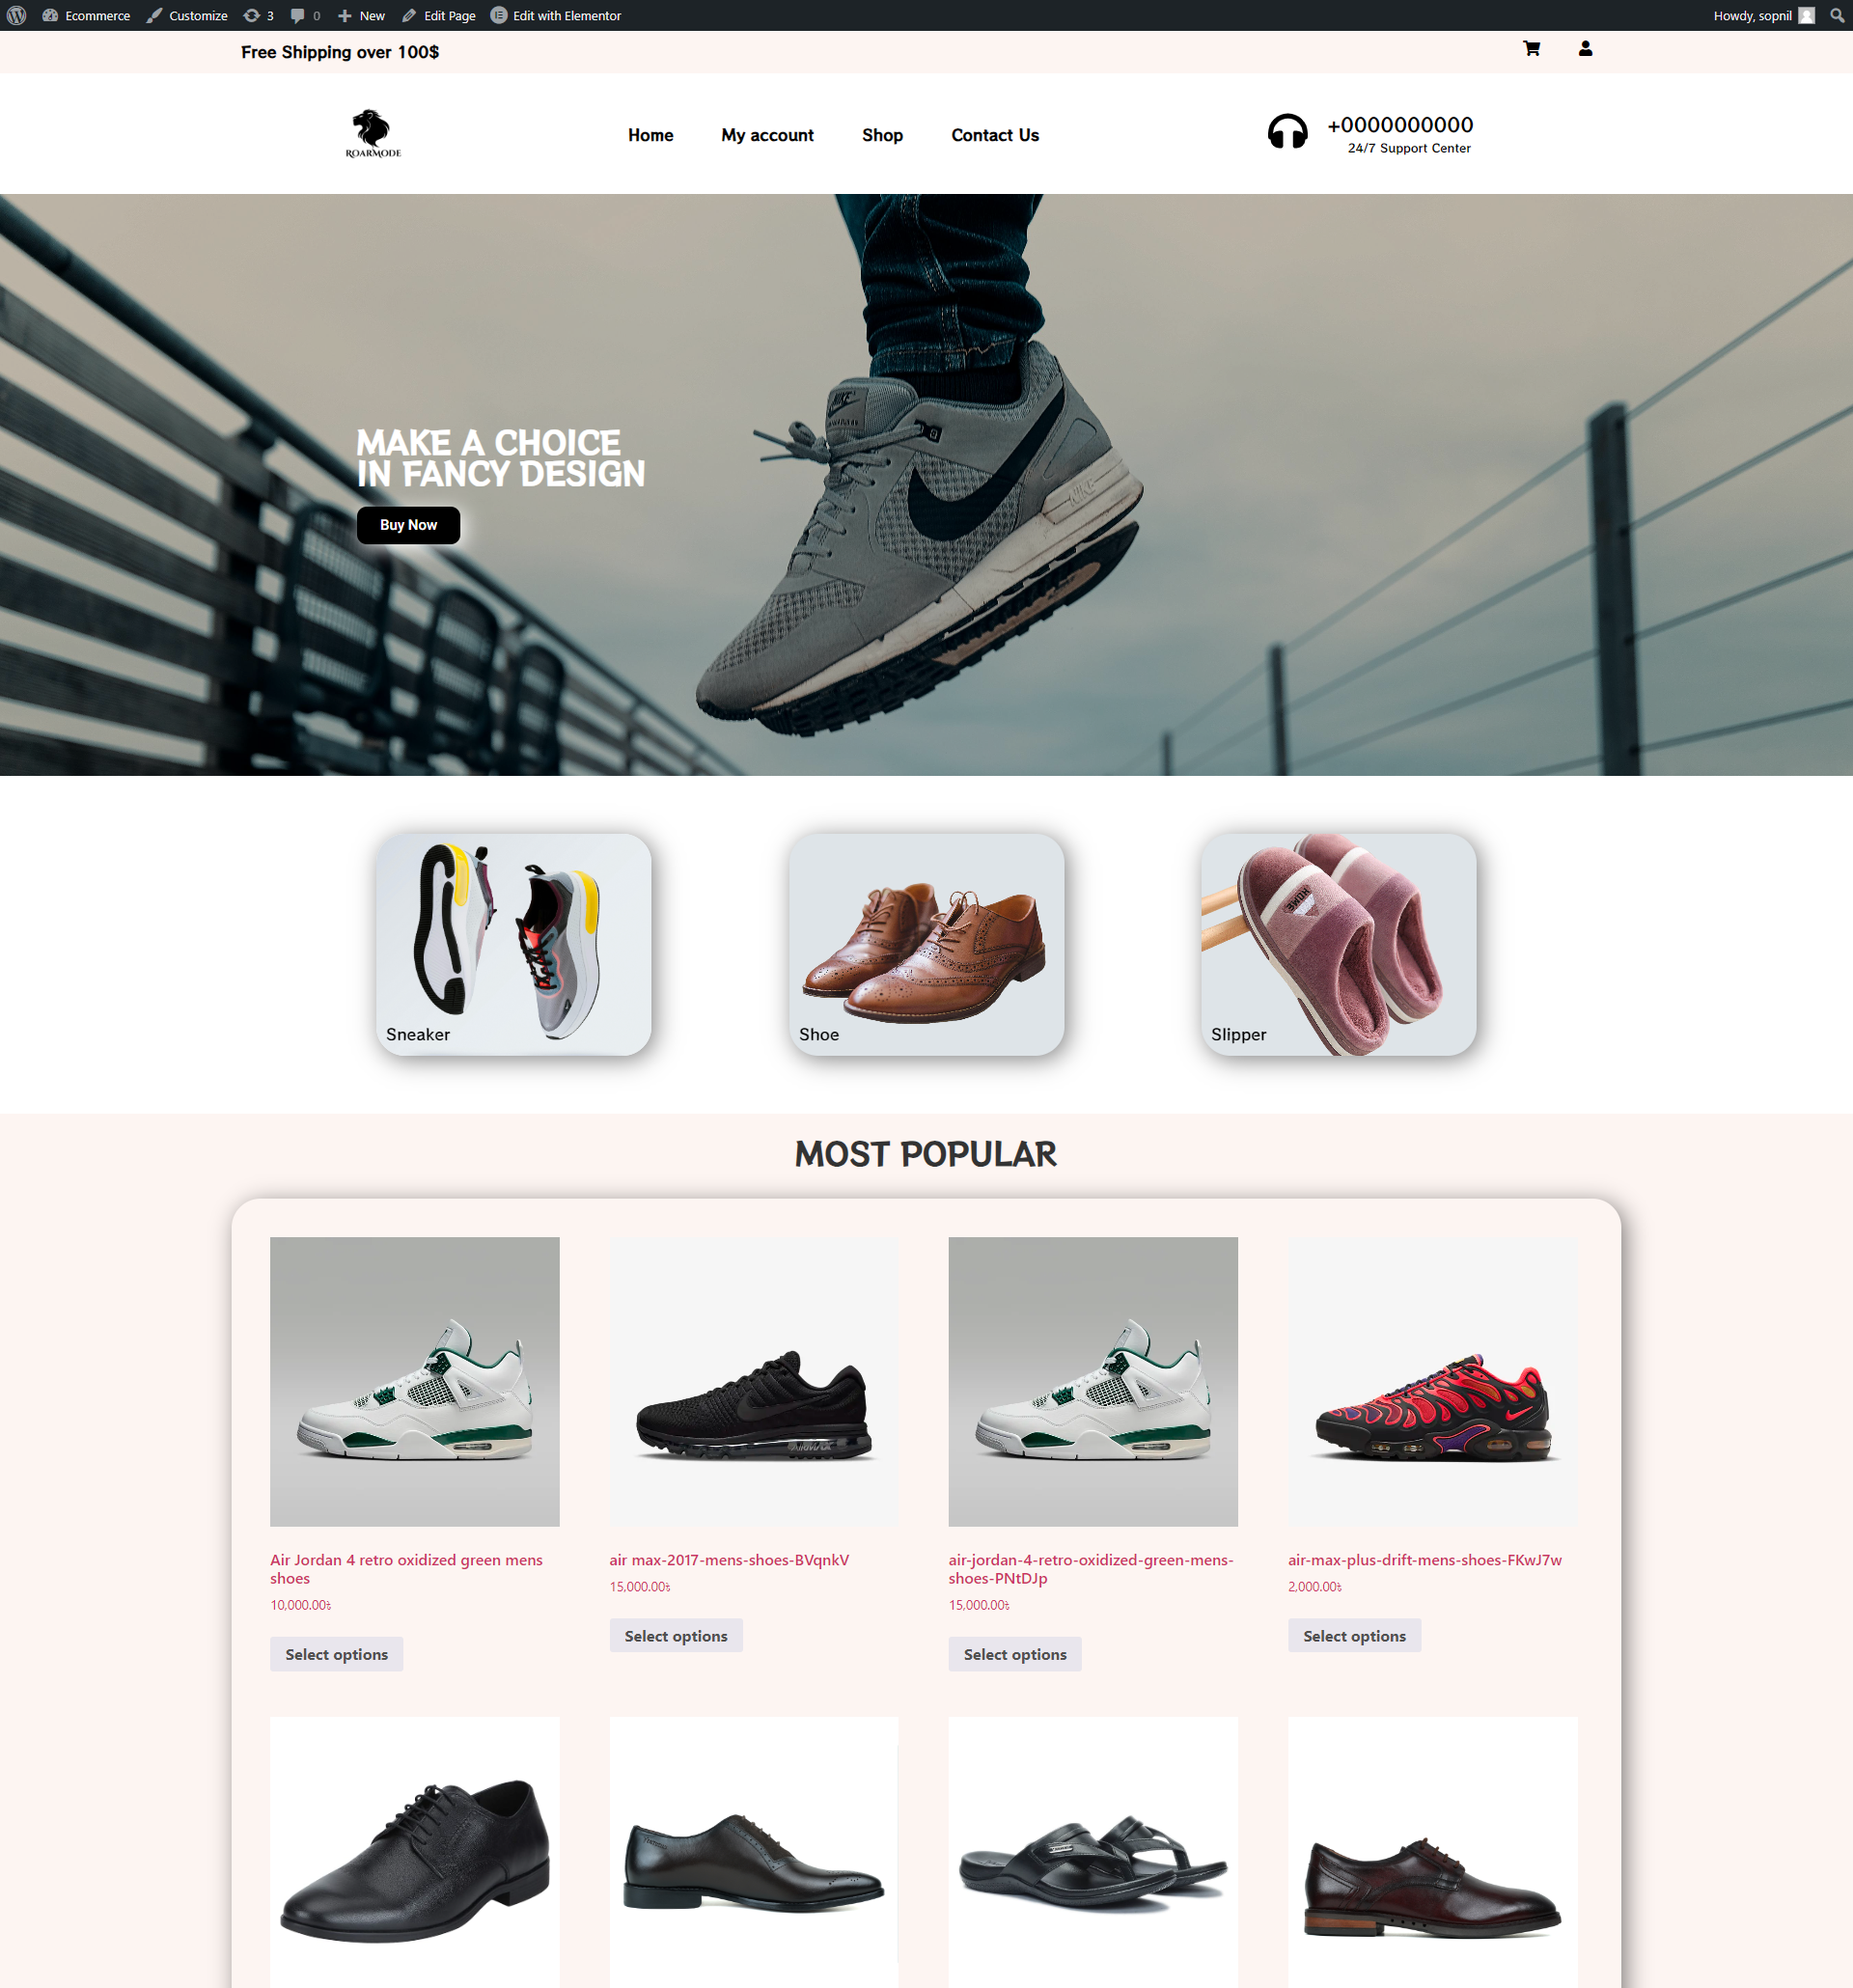 Ecommerce Customize 3 0 New Edit Page Edit with Elementor Howdy, sopnil
Free Shipping over 100$
ROARMODE
Home My account Shop Contact Us
+0000000000
24/7 Support Center
MAKE A CHOICE
IN FANCY DESIGN
Buy Now
NIKE
NIKE
Sneaker
HOME
Shoe
Slipper
MOST POPULAR
Air Jordan 4 retro oxidized green mens
shoes
10,000.00৳
Select options
air max-2017-mens-shoes-BVqnkV
15,000.00৳
Select options
air-jordan-4-retro-oxidized-green-mens-
shoes-PNtDJp
15,000.00৳
Select options
air-max-plus-drift-mens-shoes-FKwJ7w
2,000.00৳
Select options